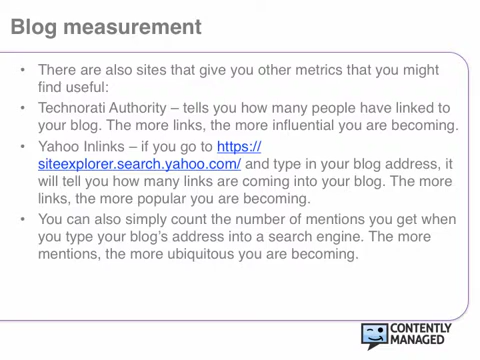 Blog measurement
• There are also sites that give you other metrics that you might
find useful:
• Technorati Authority – tells you how many people have linked to
your blog. The more links, the more influential you are becoming.
• Yahoo Inlinks – if you go to https://
siteexplorer.search.yahoo.com/ and type in your blog address, it
will tell you how many links are coming into your blog. The more
links, the more popular you are becoming.
• You can also simply count the number of mentions you get when
you type your blog’s address into a search engine. The more
mentions, the more ubiquitous you are becoming.
CONTENTLY
MANAGED